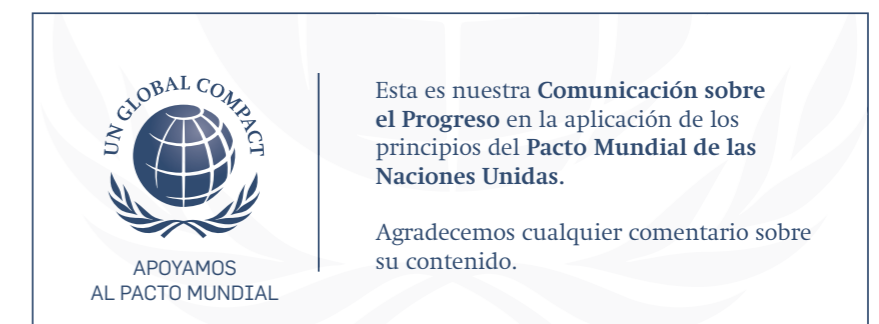 UN GLOBAL COMPACT
APOYAMOS
AL PACTO MUNDIAL
Esta es nuestra Comunicación sobre
el Progreso en la aplicación de los
principios del Pacto Mundial de las
Naciones Unidas.
Agradecemos cualquier comentario sobre
su contenido.